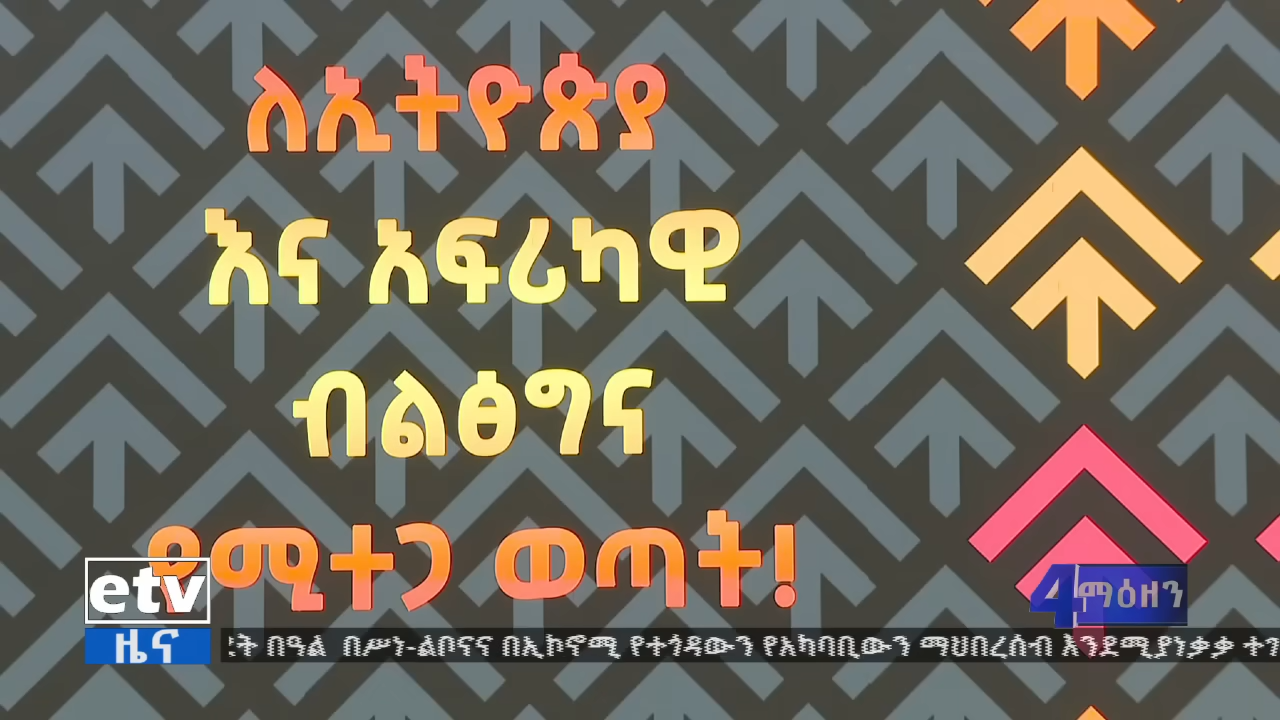 ለኢትዮጵያ
እና አፍሪካዊ
ብልፅግና
የሚተጋ ወጣት!
etv
ዜና
4 ማዕዘን
በዓል በሥነ-ልቦናና በኢኮኖሚ የተጎዳውን የአካባቢውን ማህበረሰብ እንደሚያነቃቃ